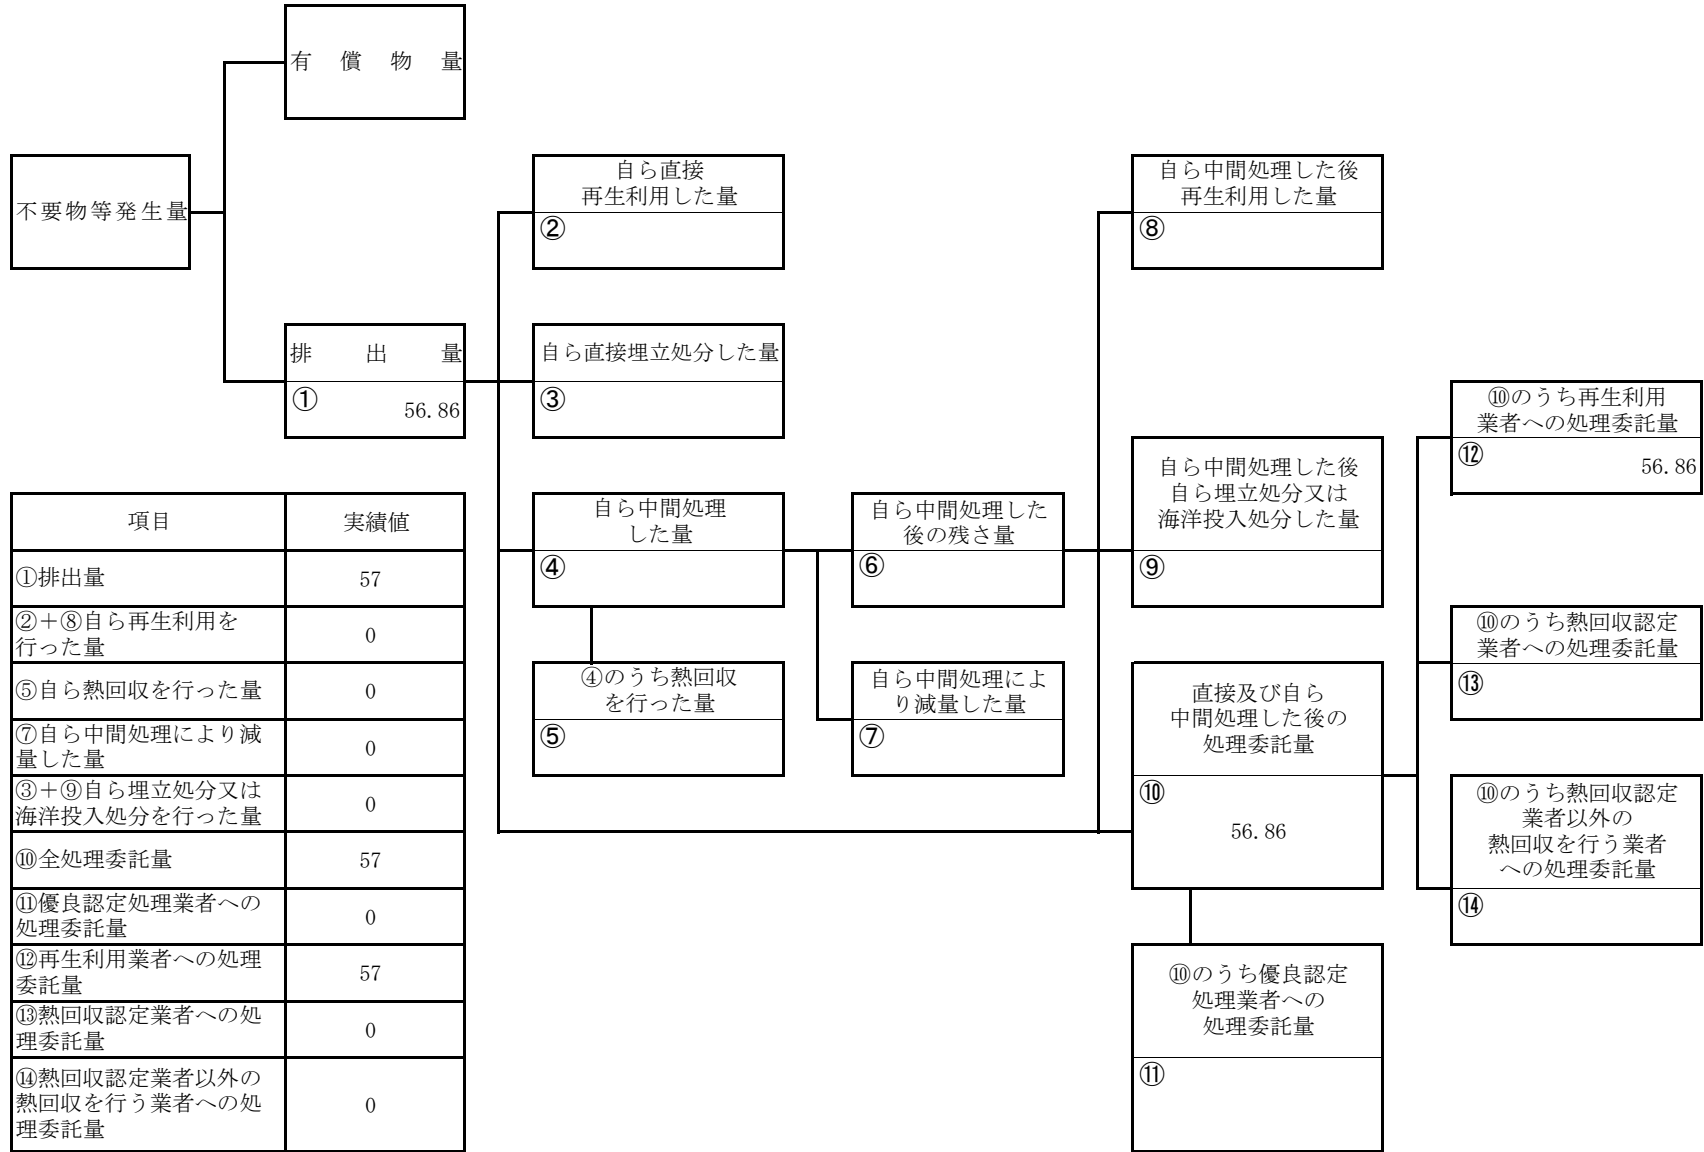 有償物量
不要物等発生量
排出量
①
56.86
自ら直接
再生利用した量
②
自ら直接埋立処分した量
③
自ら中間処理
した量
④
④のうち熱回収
を行った量
⑤
自ら中間処理した
後の残さ量
⑥
自ら中間処理によ
り減量した量
⑦
自ら中間処理した後
再生利用した量
⑧
自ら中間処理した後
自ら埋立処分又は
海洋投入処分した量
⑨
直接及び自ら
中間処理した後の
処理委託量
⑩
56.86
⑩のうち優良認定
処理業者への
処理委託量
⑪
⑩のうち再生利用
業者への処理委託量
⑫
56.86
⑩のうち熱回収認定
業者への処理委託量
⑬
⑩のうち熱回収認定
業者以外の
熱回収を行う業者
への処理委託量
⑭
項目 実績値
①排出量 57
②＋⑧自ら再生利用を
行った量 0
⑤自ら熱回収を行った量 0
⑦自ら中間処理により減
量した量 0
③＋⑨自ら埋立処分又は
海洋投入処分を行った量 0
⑩全処理委託量 57
⑪優良認定処理業者への
処理委託量 0
⑫再生利用業者への処理
委託量 57
⑬熱回収認定業者への処
理委託量 0
⑭熱回収認定業者以外の
熱回収を行う業者への処
理委託量 0